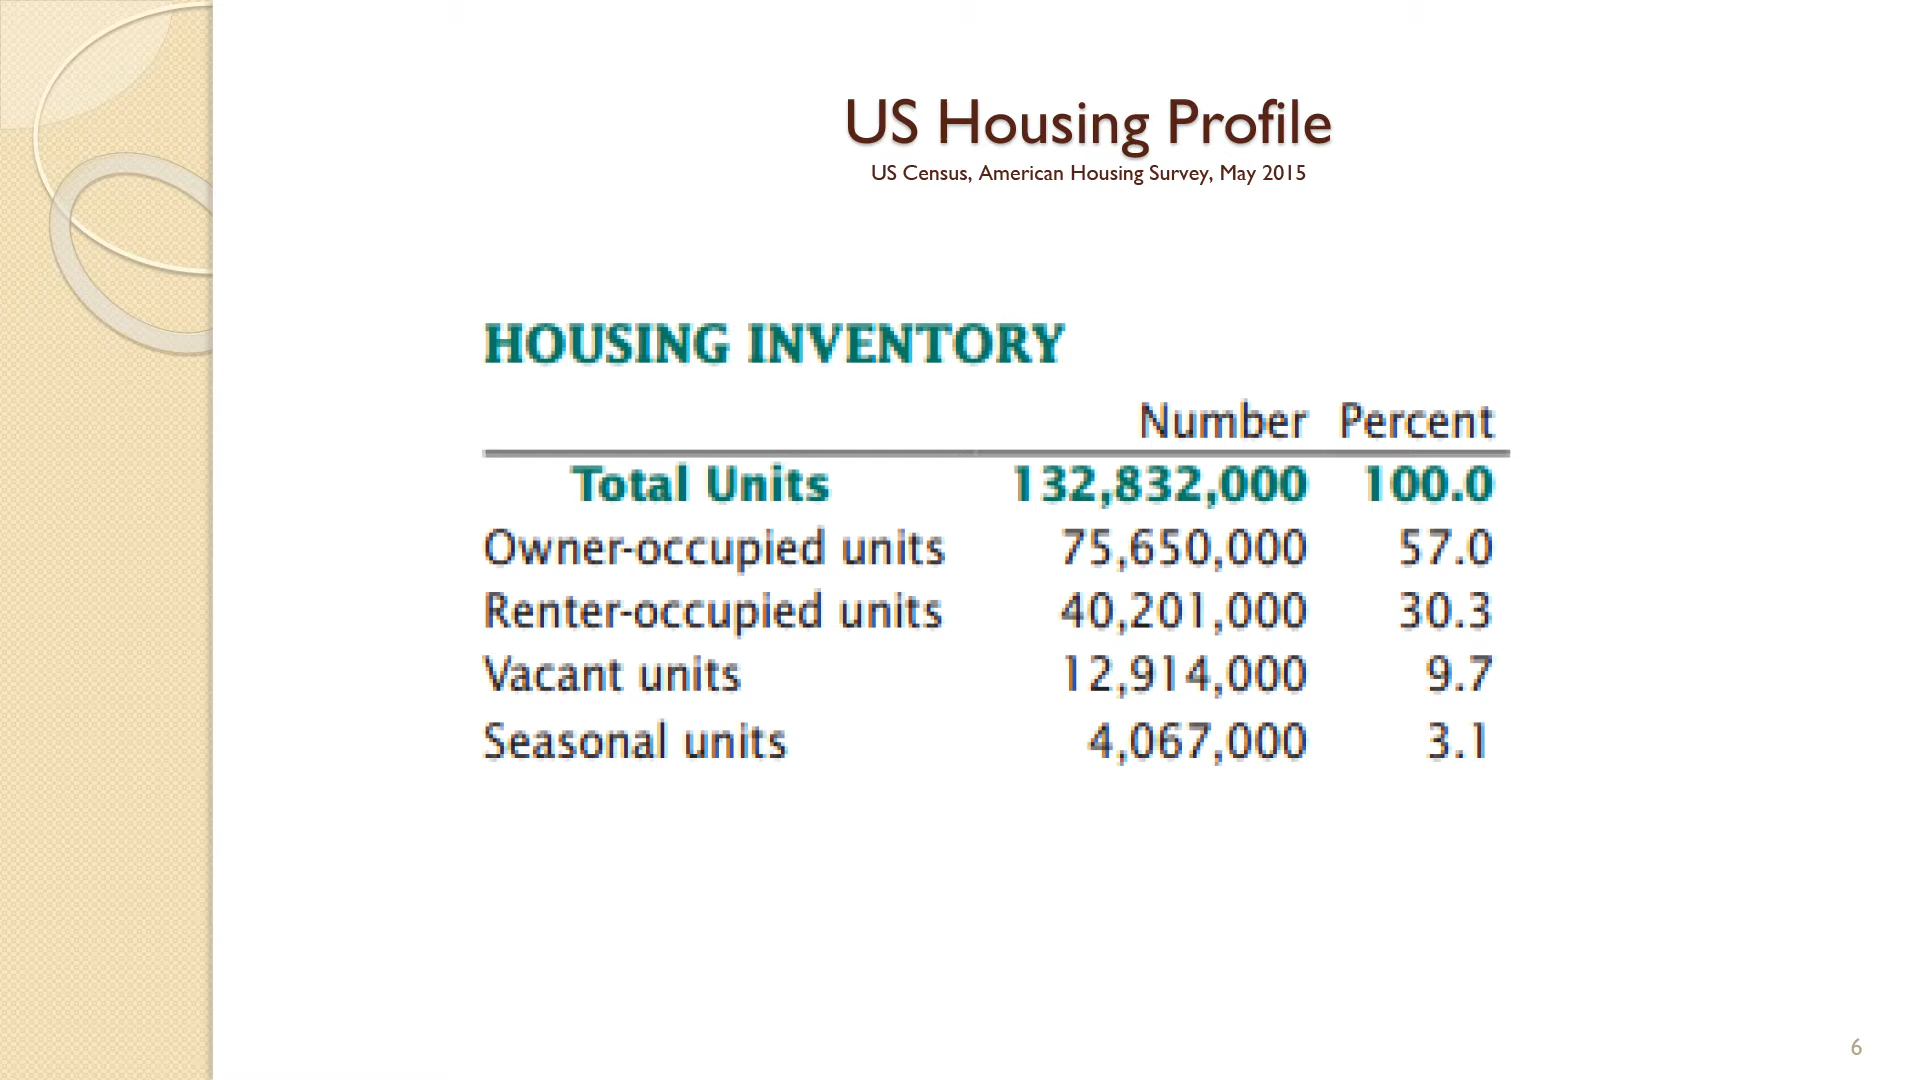 US Housing Profile
US Census, American Housing Survey, May 2015
HOUSING INVENTORY
Number Percent
Total Units 132,832,000 100.0
Owner-occupied units 75,650,000 57.0
Renter-occupied units 40,201,000 30.3
Vacant units 12,914,000 9.7
Seasonal units 4,067,000 3.1
6